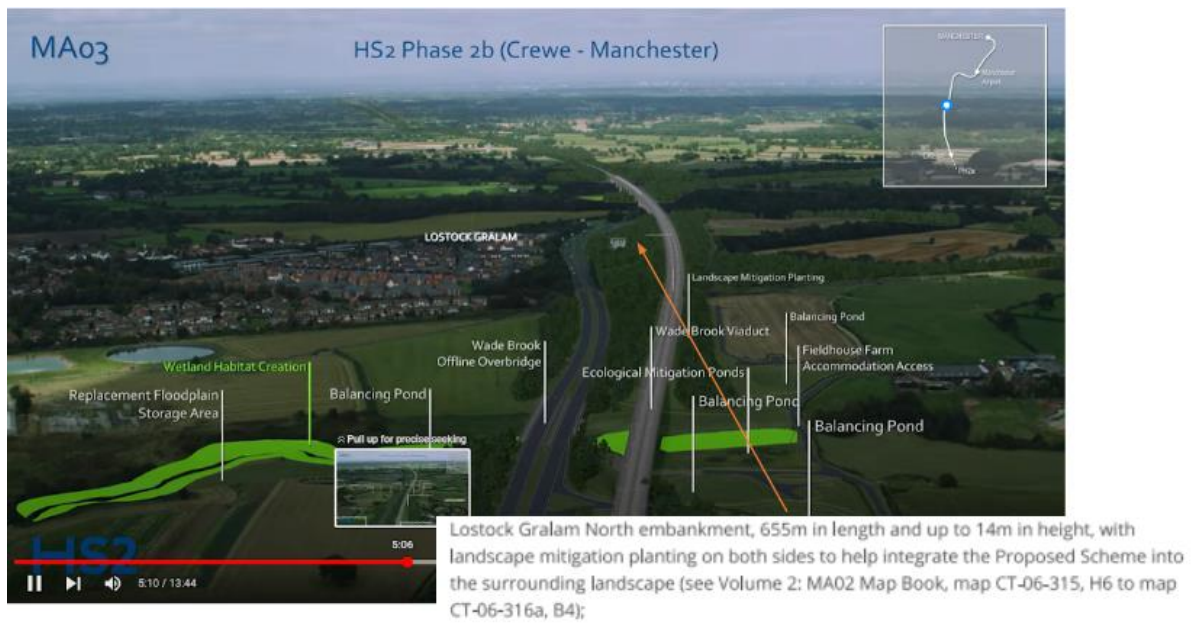 MA03
HS2 Phase 2b (Crewe - Manchester)
MANCHESTER
Manchester
Airport
LOSTOCK GRALAM
Landscape Mitigation Planting
Balancing Pond
Wade Brook Viaduct
Wade Brook
Offline Overbridge
Fieldhouse Farm
Accommodation Access
Wetland Habitat Creation
Ecological Mitigation Ponds
Replacement Floodplain
Storage Area
Balancing Pond
Balancing Pond
Balancing Pond
Pull up for precise seeking
HS2
5:06
5:10 / 13:44
Lostock Gralam North embankment, 655m in length and up to 14m in height, with
landscape mitigation planting on both sides to help integrate the Proposed Scheme into
the surrounding landscape (see Volume 2: MA02 Map Book, map CT-06-315, H6 to map
CT-06-316a, B4);